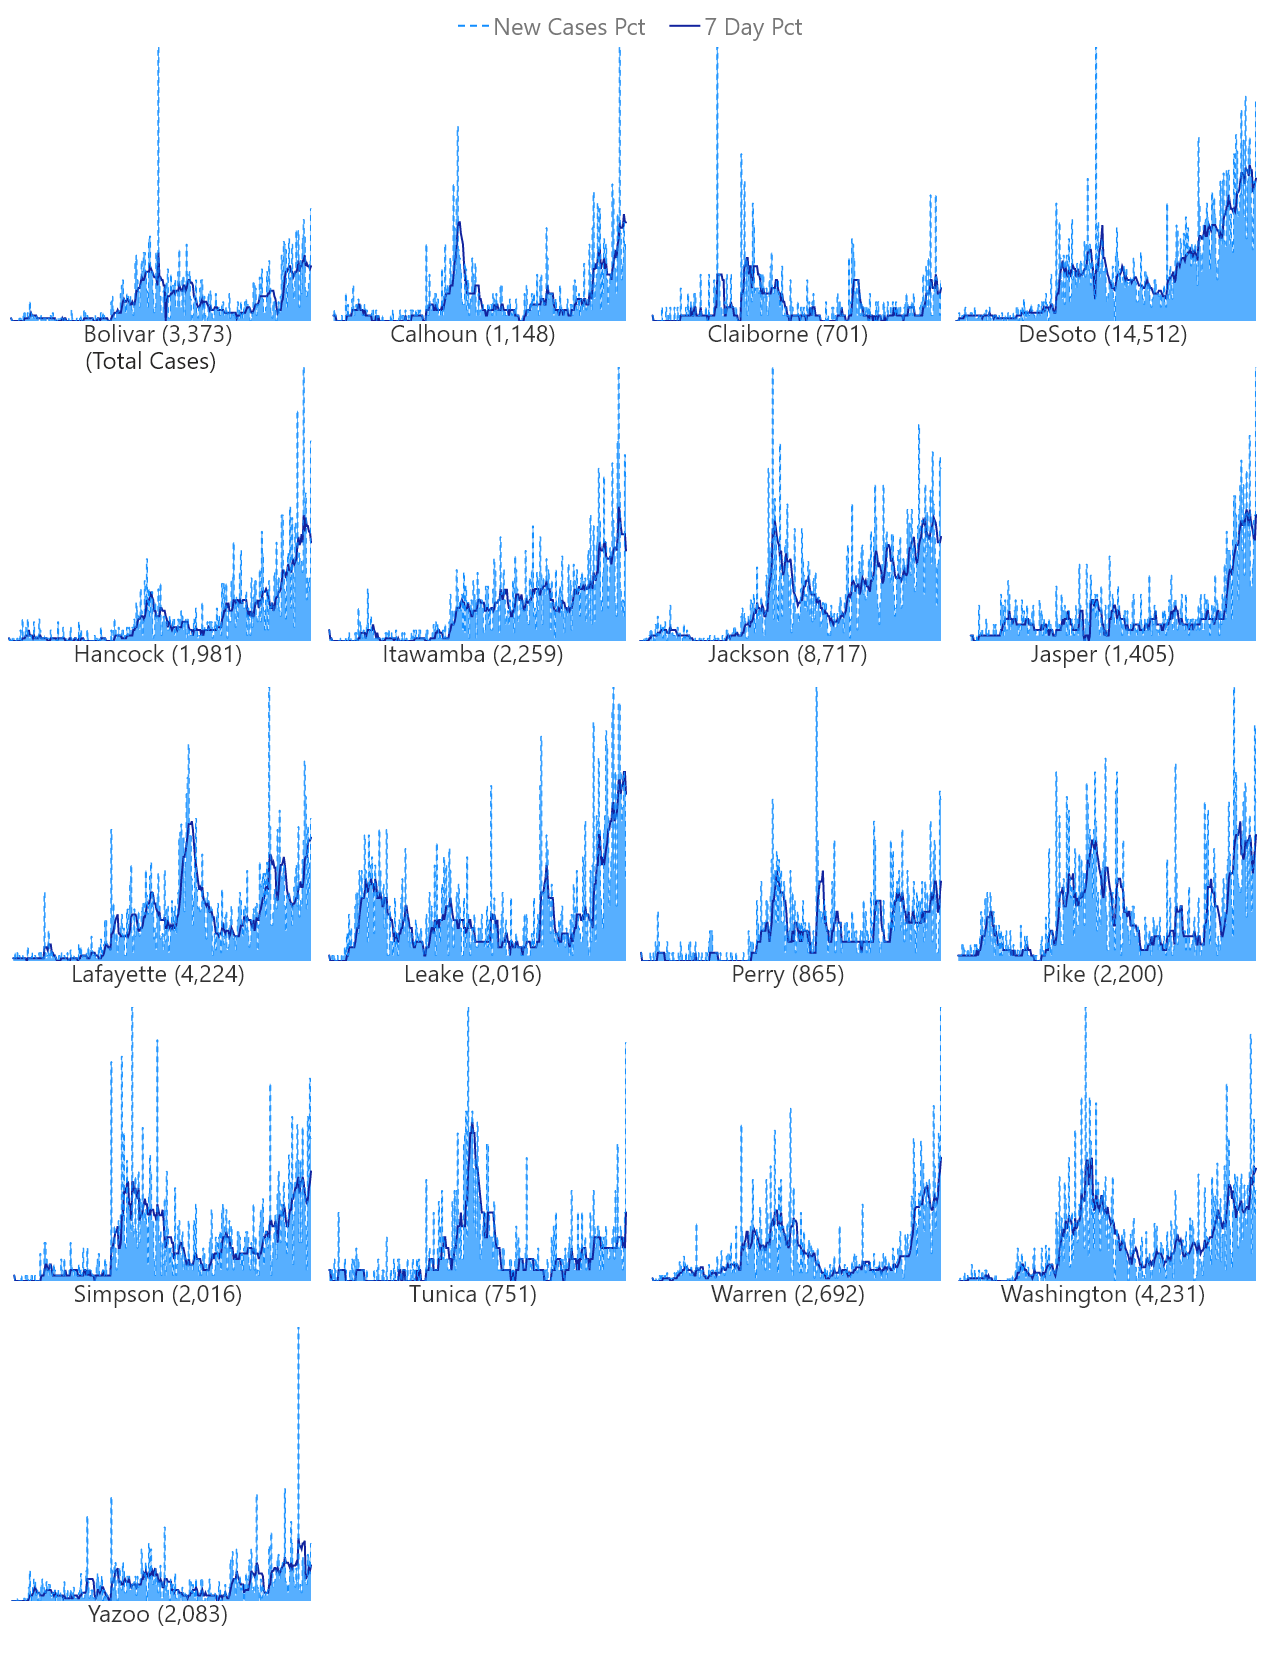 New Cases Pct 7 Day Pct
Bolivar (3,373) Calhoun (1,148) Claiborne (701) DeSoto (14,512)
(Total Cases)
Hancock (1,981) Itawamba (2,259) Jackson (8,717) Jasper (1,405)
Lafayette (4,224) Leake (2,016) Perry (865) Pike (2,200)
Simpson (2,016) Tunica (751) Warren (2,692) Washington (4,231)
Yazoo (2,083)